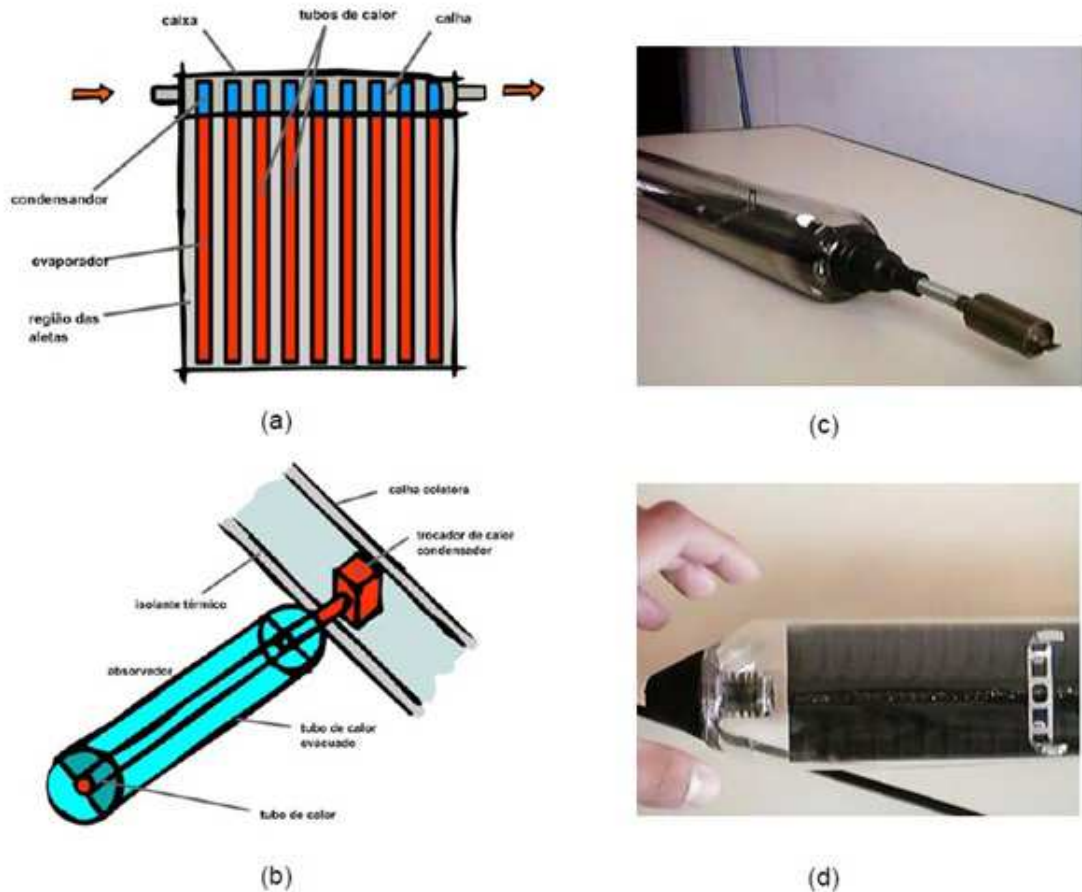 caixa
tubos de calor
calha
condensandor
evaporador
região das
aletas
(a)
(c)
calha coletora
trocador de calor
condensador
isolante térmico
absorvedor
tubo de calor
evacuado
tubo de calor
(b)
(d)